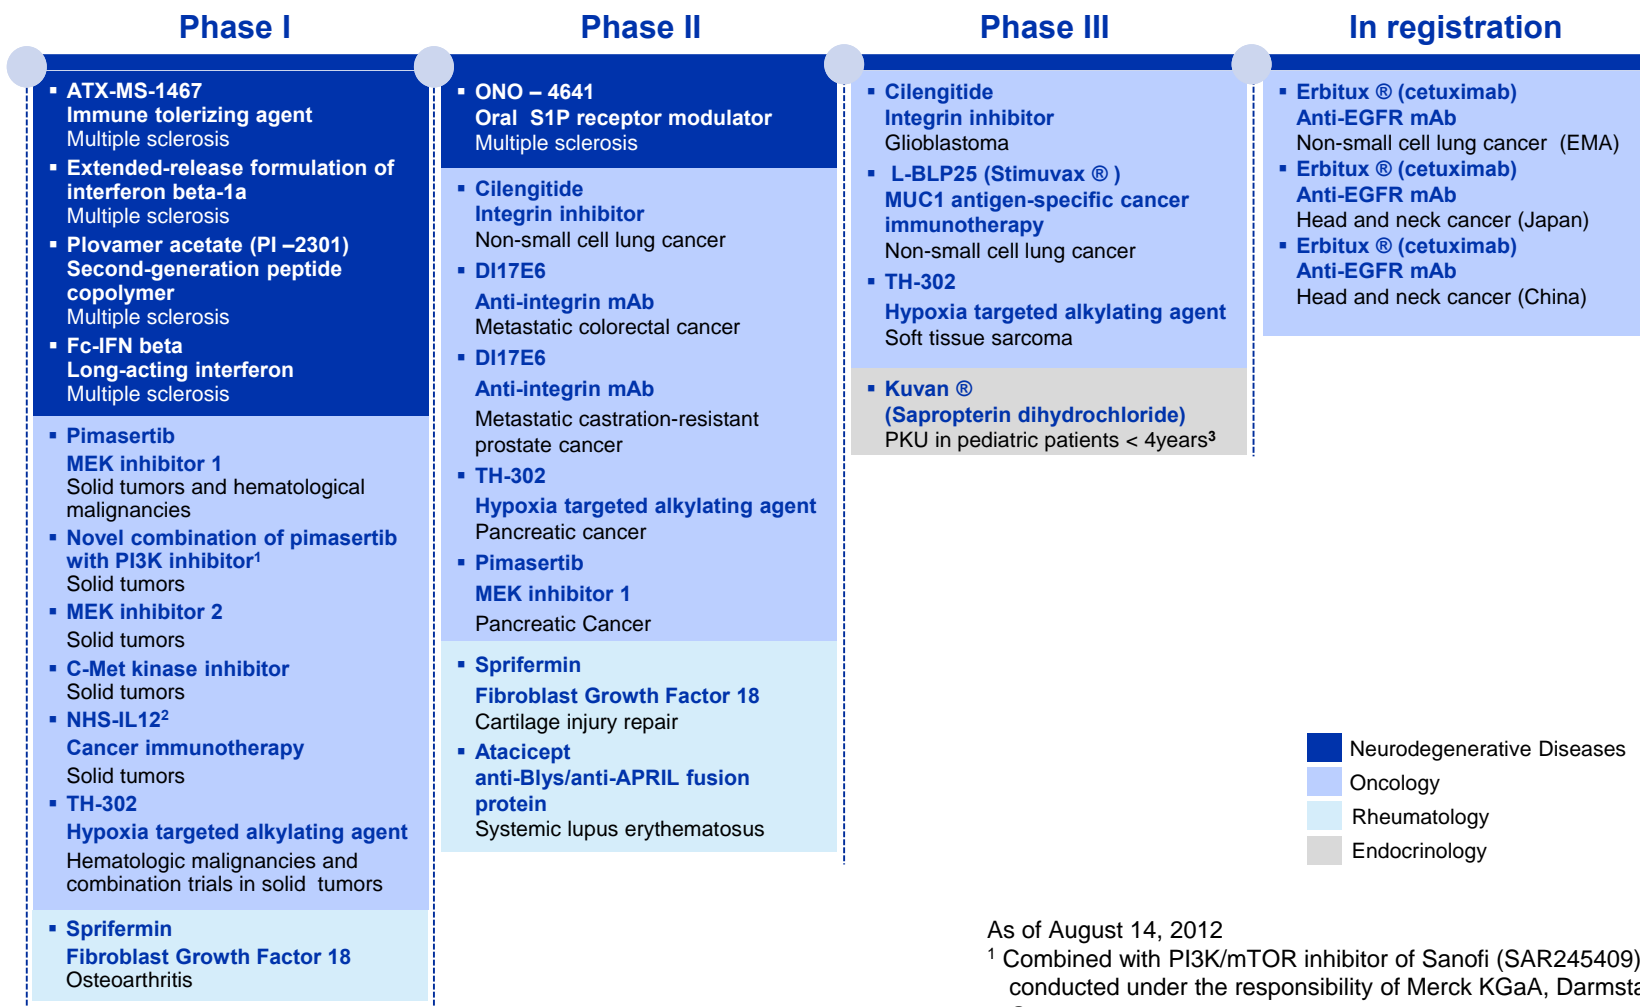 Phase I
▪ ATX-MS-1467
Immune tolerizing agent
Multiple sclerosis
▪ Extended-release formulation of
interferon beta-1a
Multiple sclerosis
▪ Plovamer acetate (PI –2301)
Second-generation peptide
copolymer
Multiple sclerosis
▪ Fc-IFN beta
Long-acting interferon
Multiple sclerosis
▪ Pimasertib
MEK inhibitor 1
Solid tumors and hematological
malignancies
▪ Novel combination of pimasertib
with PI3K inhibitor¹
Solid tumors
▪ MEK inhibitor 2
Solid tumors
▪ C-Met kinase inhibitor
Solid tumors
▪ NHS-IL12²
Cancer immunotherapy
Solid tumors
▪ TH-302
Hypoxia targeted alkylating agent
Hematologic malignancies and
combination trials in solid tumors
▪ Sprifermin
Fibroblast Growth Factor 18
Osteoarthritis
Phase II
▪ ONO – 4641
Oral S1P receptor modulator
Multiple sclerosis
▪ Cilengitide
Integrin inhibitor
Non-small cell lung cancer
▪ DI17E6
Anti-integrin mAb
Metastatic colorectal cancer
▪ DI17E6
Anti-integrin mAb
Metastatic castration-resistant
prostate cancer
▪ TH-302
Hypoxia targeted alkylating agent
Pancreatic cancer
▪ Pimasertib
MEK inhibitor 1
Pancreatic Cancer
▪ Sprifermin
Fibroblast Growth Factor 18
Cartilage injury repair
▪ Atacicept
anti-Blys/anti-APRIL fusion
protein
Systemic lupus erythematosus
Phase III
▪ Cilengitide
Integrin inhibitor
Glioblastoma
▪ L-BLP25 (Stimuvax ® )
MUC1 antigen-specific cancer
immunotherapy
Non-small cell lung cancer
▪ TH-302
Hypoxia targeted alkylating agent
Soft tissue sarcoma
▪ Kuvan ®
(Sapropterin dihydrochloride)
PKU in pediatric patients < 4years³
In registration
▪ Erbitux ® (cetuximab)
Anti-EGFR mAb
Non-small cell lung cancer (EMA)
▪ Erbitux ® (cetuximab)
Anti-EGFR mAb
Head and neck cancer (Japan)
▪ Erbitux ® (cetuximab)
Anti-EGFR mAb
Head and neck cancer (China)
Neurodegenerative Diseases
Oncology
Rheumatology
Endocrinology
As of August 14, 2012
¹ Combined with PI3K/mTOR inhibitor of Sanofi (SAR245409)
conducted under the responsibility of Merck KGaA, Darmsta